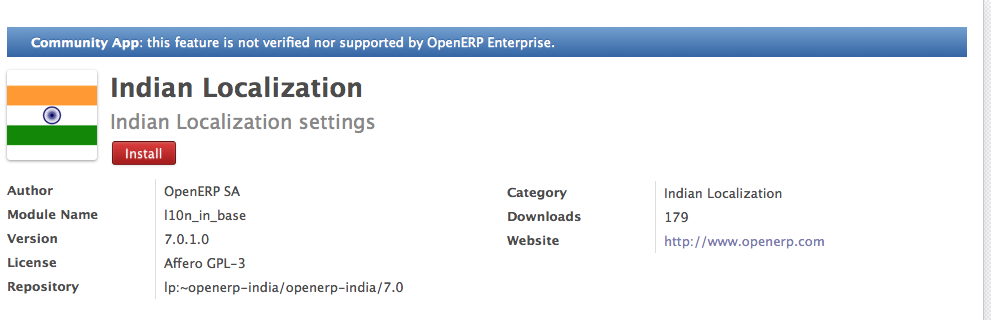 Community App: this feature is not verified nor supported by OpenERP Enterprise.
Indian Localization
Indian Localization settings
Install
Author OpenERP SA
Module Name l10n_in_base
Version 7.0.1.0
License Affero GPL-3
Repository lp:~openerp-india/openerp-india/7.0
Category Indian Localization
Downloads 179
Website http://www.openerp.com